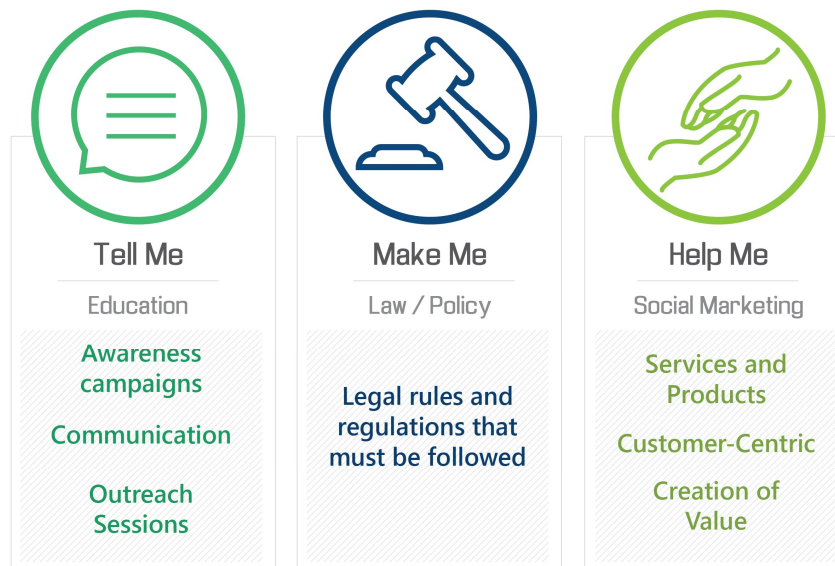 Tell Me
Education
Awareness
campaigns
Communication
Outreach
Sessions
Make Me
Law / Policy
Legal rules and
regulations that
must be followed
Help Me
Social Marketing
Services and
Products
Customer-Centric
Creation of
Value